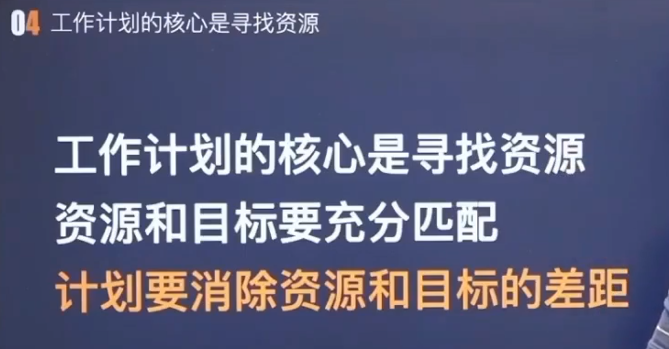 04 工作计划的核心是寻找资源
工作计划的核心是寻找资源
资源和目标要充分匹配
计划要消除资源和目标的差距